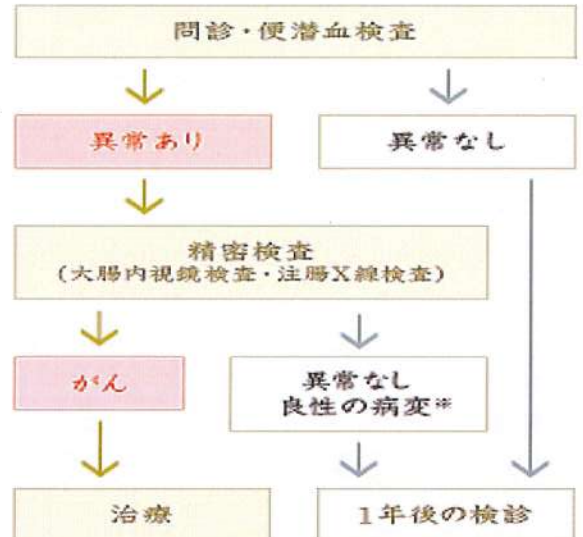 問診・便潜血検査
異常あり
異常なし
精密検査
(大腸内視鏡検査・注腸X線検査)
がん
異常なし
良性の病変※
治療
1年後の検診